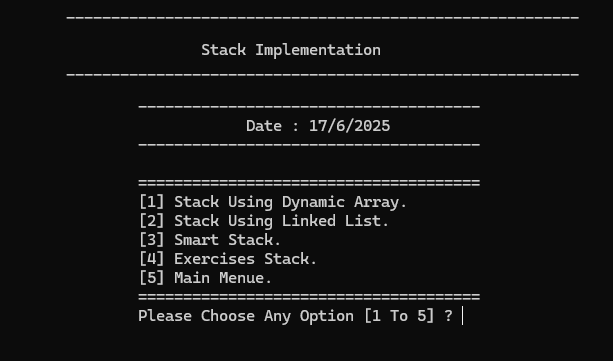 Stack Implementation
Date : 17/6/2025
[1] Stack Using Dynamic Array.
[2] Stack Using Linked List.
[3] Smart Stack.
[4] Exercises Stack.
[5] Main Menue.
Please Choose Any Option [1 To 5] ?